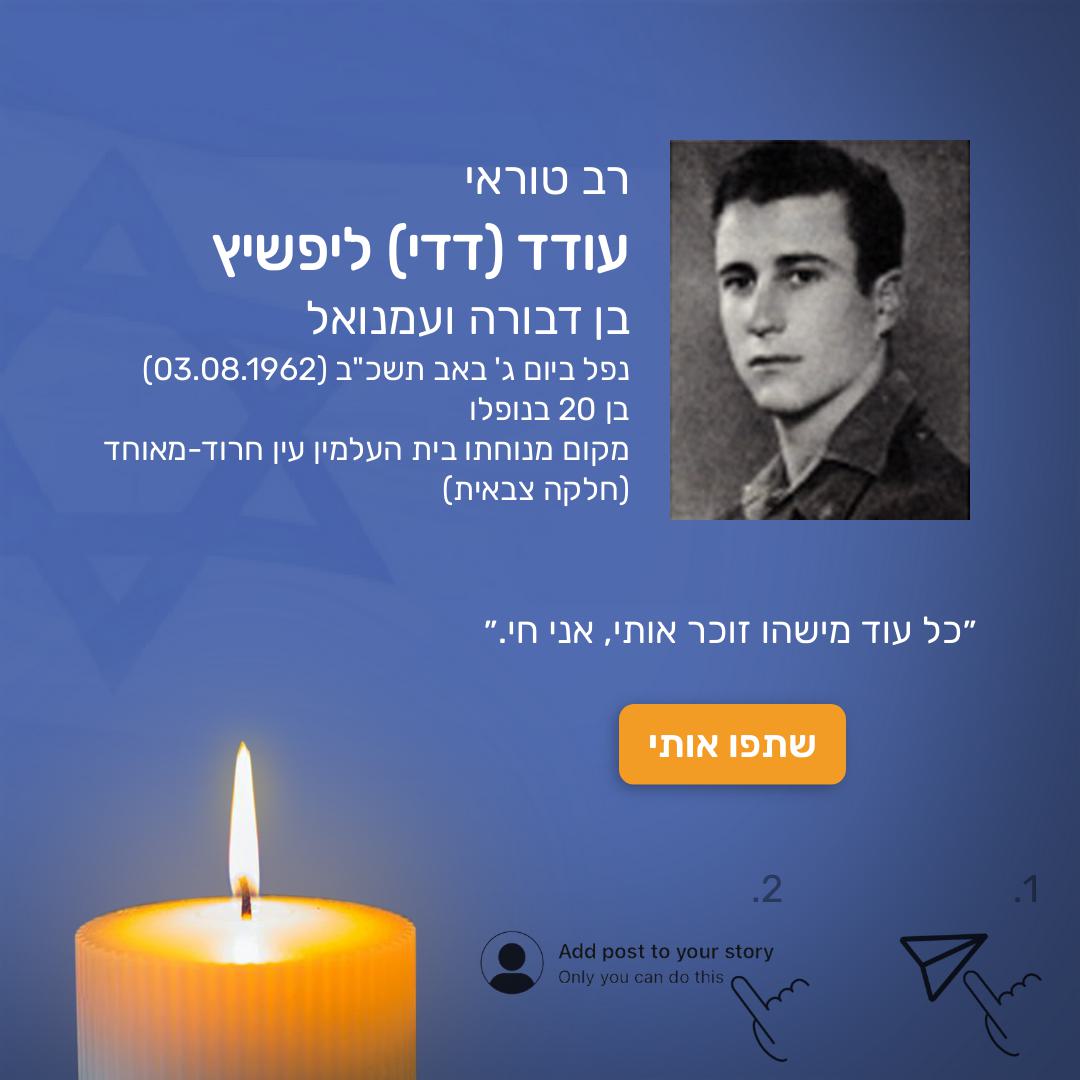 רב טוראי
עודד (דדי) ליפשיץ
בן דבורה ועמנואל
נפל ביום ג' באב תשכ"ב (03.08.1962)
בן 20 בנופלו
מקום מנוחתו בית העלמין עין חרוד-מאוחד
(חלקה צבאית)
״כל עוד מישהו זוכר אותי, אני חי.״
שתפו אותי
1.
2.
Add post to your story
Only you can do this